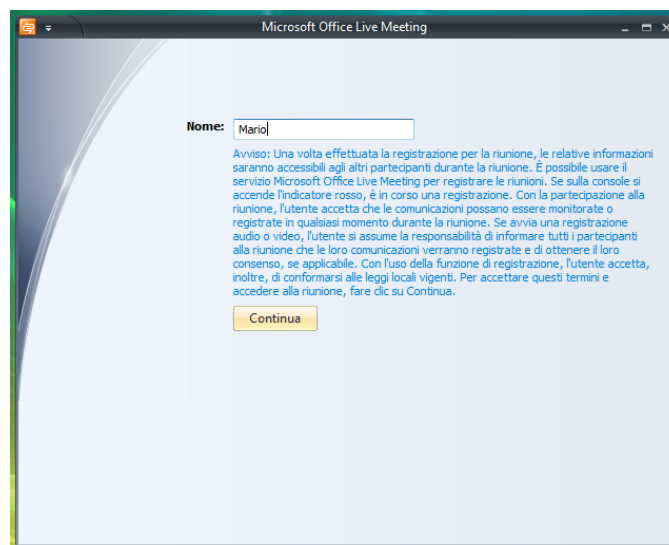 Microsoft Office Live Meeting
Nome: Mario
Avviso: Una volta effettuata la registrazione per la riunione, le relative informazioni
saranno accessibili agli altri partecipanti durante la riunione. È possibile usare il
servizio Microsoft Office Live Meeting per registrare le riunioni. Se sulla console si
accende l'indicatore rosso, è in corso una registrazione. Con la partecipazione alla
riunione, l'utente accetta che le comunicazioni possano essere monitorate o
registrate in qualsiasi momento durante la riunione. Se avvia una registrazione
audio o video, l'utente si assume la responsabilità di informare tutti i partecipanti
alla riunione che le loro comunicazioni verranno registrate e di ottenere il loro
consenso, se applicabile. Con l'uso della funzione di registrazione, l'utente accetta,
inoltre, di conformarsi alle leggi locali vigenti. Per accettare questi termini e
accedere alla riunione, fare clic su Continua.
Continua